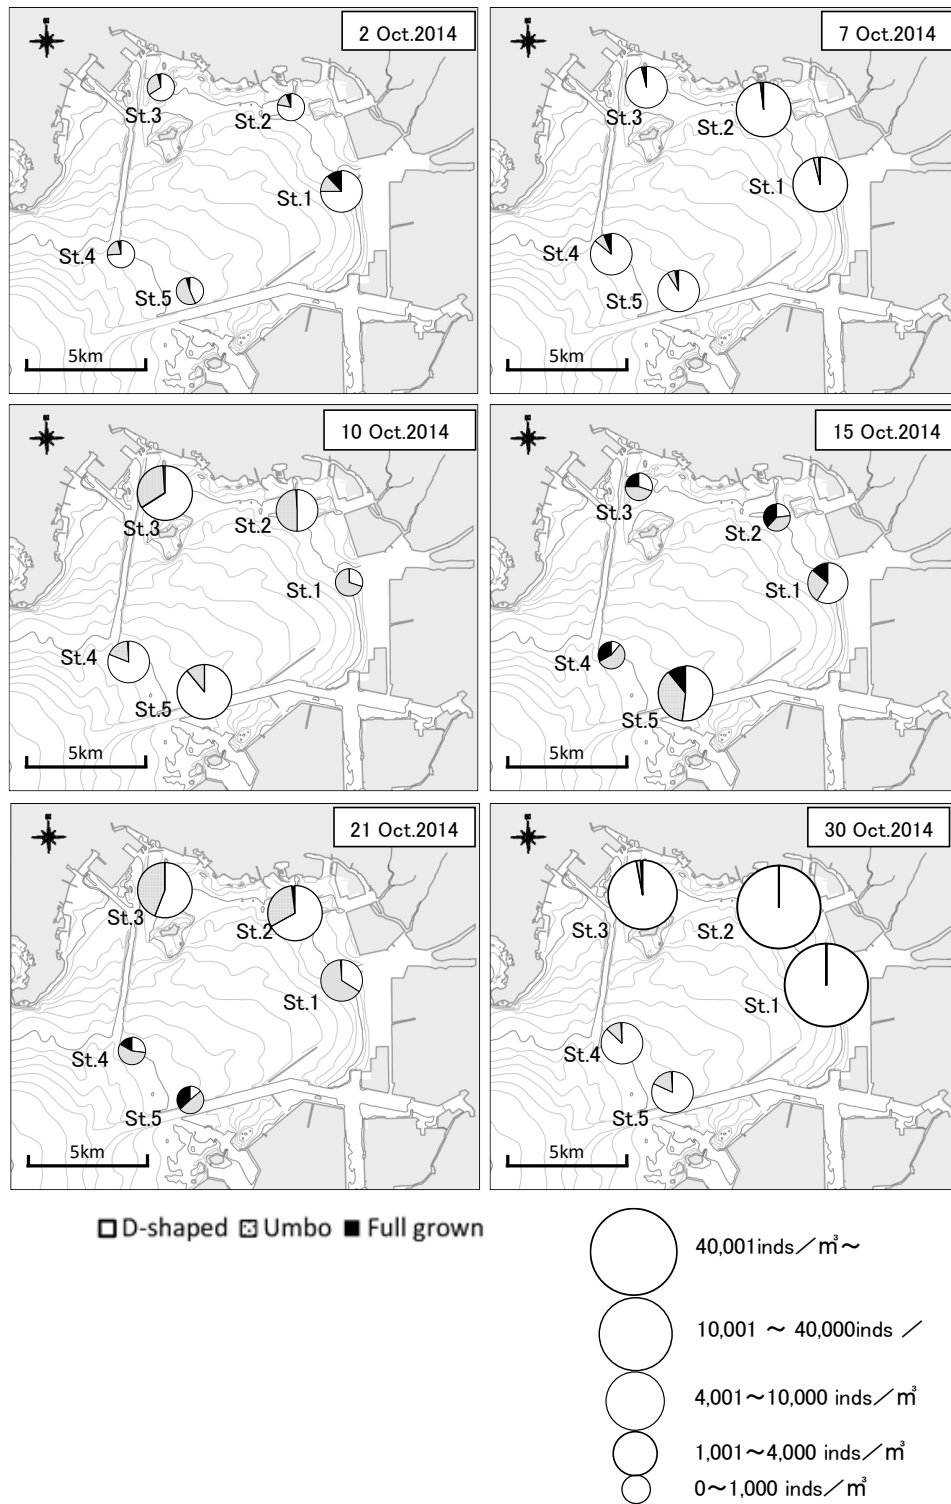 2 Oct.2014
St.3
St.2
St.1
St.4
St.5
5km
7 Oct.2014
St.3
St.2
St.1
St.4
St.5
10 Oct.2014
St.3
St.2
St.1
St.4
St.5
5km
15 Oct.2014
St.3
St.2
St.1
St.4
St.5
21 Oct.2014
St.3
St.2
St.1
St.4
St.5
5km
30 Oct.2014
St.3
St.2
St.1
St.4
St.5
D-shaped Umbo Full grown
40,001inds／㎥～
10,001 ～ 40,000inds ／
4,001～10,000 inds／㎥
1,001～4,000 inds／㎥
0～1,000 inds／㎥